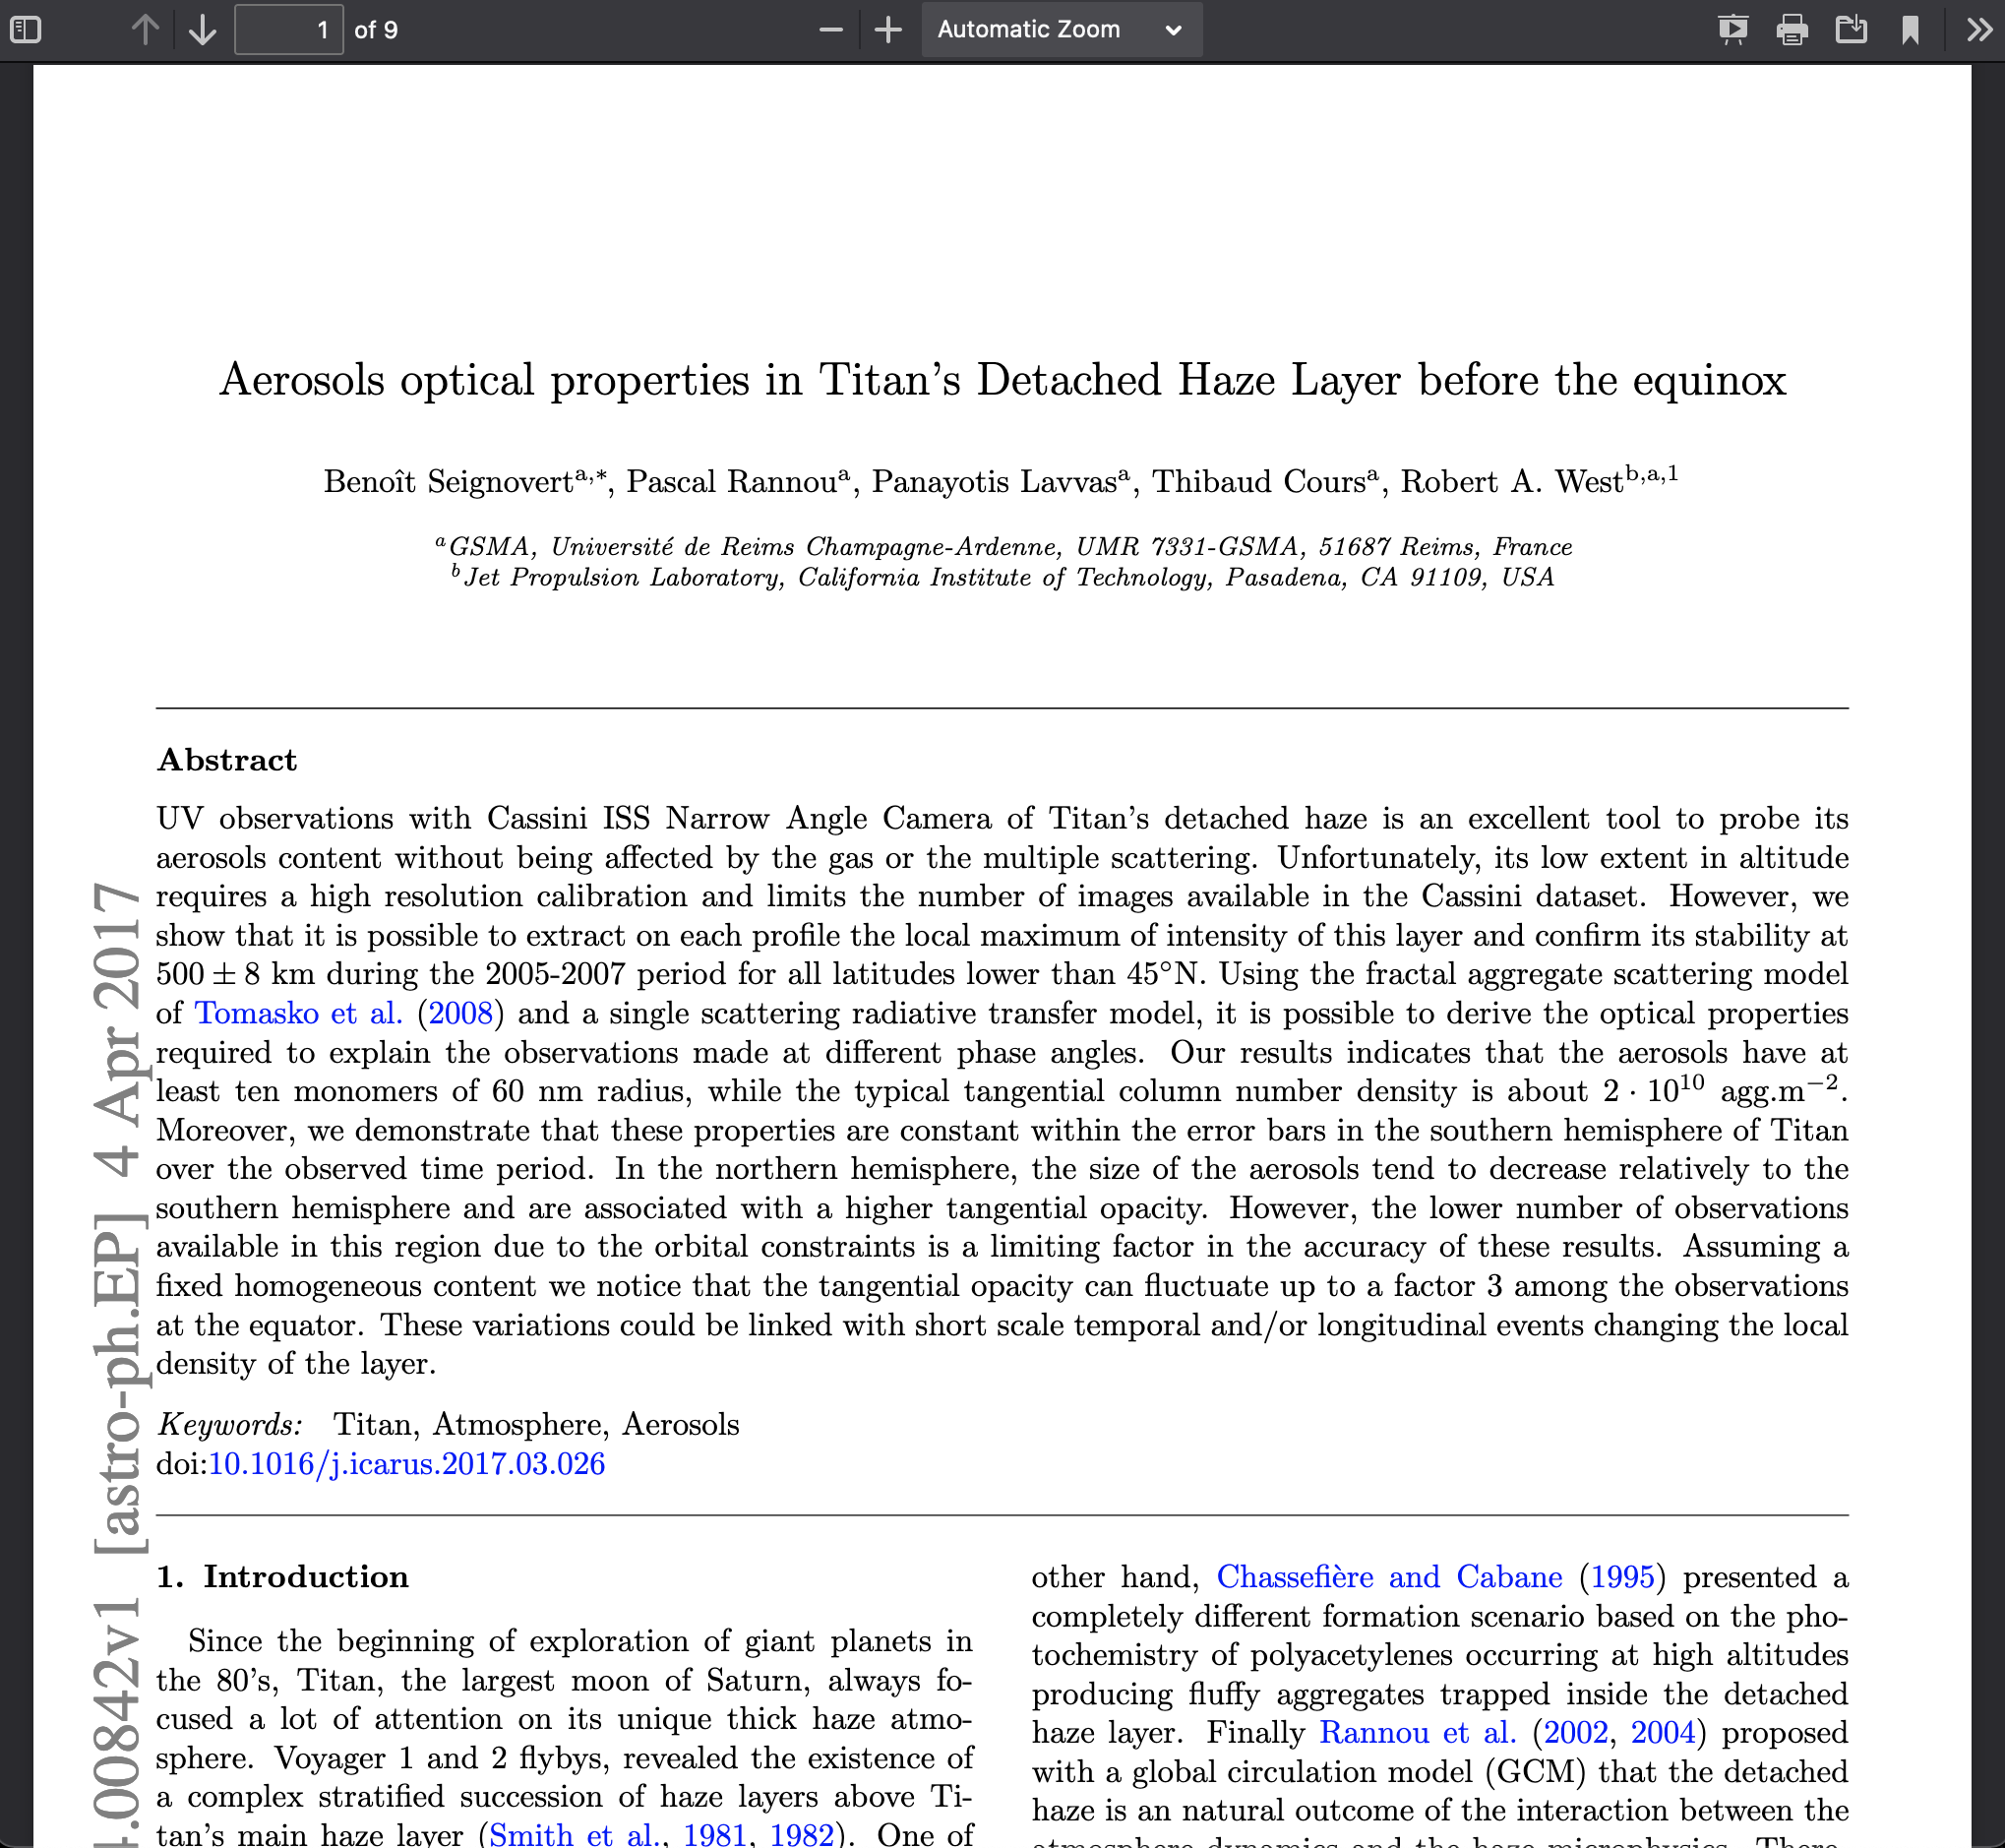 1 of 9
Automatic Zoom
Aerosols optical properties in Titan's Detached Haze Layer before the equinox
Benoît Seignovert^a,*, Pascal Rannou^a, Panayotis Lavvas^a, Thibaud Cours^a, Robert A. West^b,a,1
^a GSMA, Université de Reims Champagne-Ardenne, UMR 7331-GSMA, 51687 Reims, France
^b Jet Propulsion Laboratory, California Institute of Technology, Pasadena, CA 91109, USA
Abstract
UV observations with Cassini ISS Narrow Angle Camera of Titan's detached haze is an excellent tool to probe its
aerosols content without being affected by the gas or the multiple scattering. Unfortunately, its low extent in altitude
requires a high resolution calibration and limits the number of images available in the Cassini dataset. However, we
show that it is possible to extract on each profile the local maximum of intensity of this layer and confirm its stability at
500 ± 8 km during the 2005-2007 period for all latitudes lower than 45°N. Using the fractal aggregate scattering model
of Tomasko et al. (2008) and a single scattering radiative transfer model, it is possible to derive the optical properties
required to explain the observations made at different phase angles. Our results indicates that the aerosols have at
least ten monomers of 60 nm radius, while the typical tangential column number density is about 2 · 10^10 agg.m^−2.
Moreover, we demonstrate that these properties are constant within the error bars in the southern hemisphere of Titan
over the observed time period. In the northern hemisphere, the size of the aerosols tend to decrease relatively to the
southern hemisphere and are associated with a higher tangential opacity. However, the lower number of observations
available in this region due to the orbital constraints is a limiting factor in the accuracy of these results. Assuming a
fixed homogeneous content we notice that the tangential opacity can fluctuate up to a factor 3 among the observations
at the equator. These variations could be linked with short scale temporal and/or longitudinal events changing the local
density of the layer.
Keywords: Titan, Atmosphere, Aerosols
doi:10.1016/j.icarus.2017.03.026
.00842v1 [astro-ph.EP] 4 Apr 2017
1. Introduction
Since the beginning of exploration of giant planets in
the 80's, Titan, the largest moon of Saturn, always fo-
cused a lot of attention on its unique thick haze atmo-
sphere. Voyager 1 and 2 flybys, revealed the existence of
a complex stratified succession of haze layers above Ti-
tan's main haze layer (Smith et al., 1981, 1982). One of
other hand, Chassefière and Cabane (1995) presented a
completely different formation scenario based on the pho-
tochemistry of polyacetylenes occurring at high altitudes
producing fluffy aggregates trapped inside the detached
haze layer. Finally Rannou et al. (2002, 2004) proposed
with a global circulation model (GCM) that the detached
haze is an natural outcome of the interaction between the